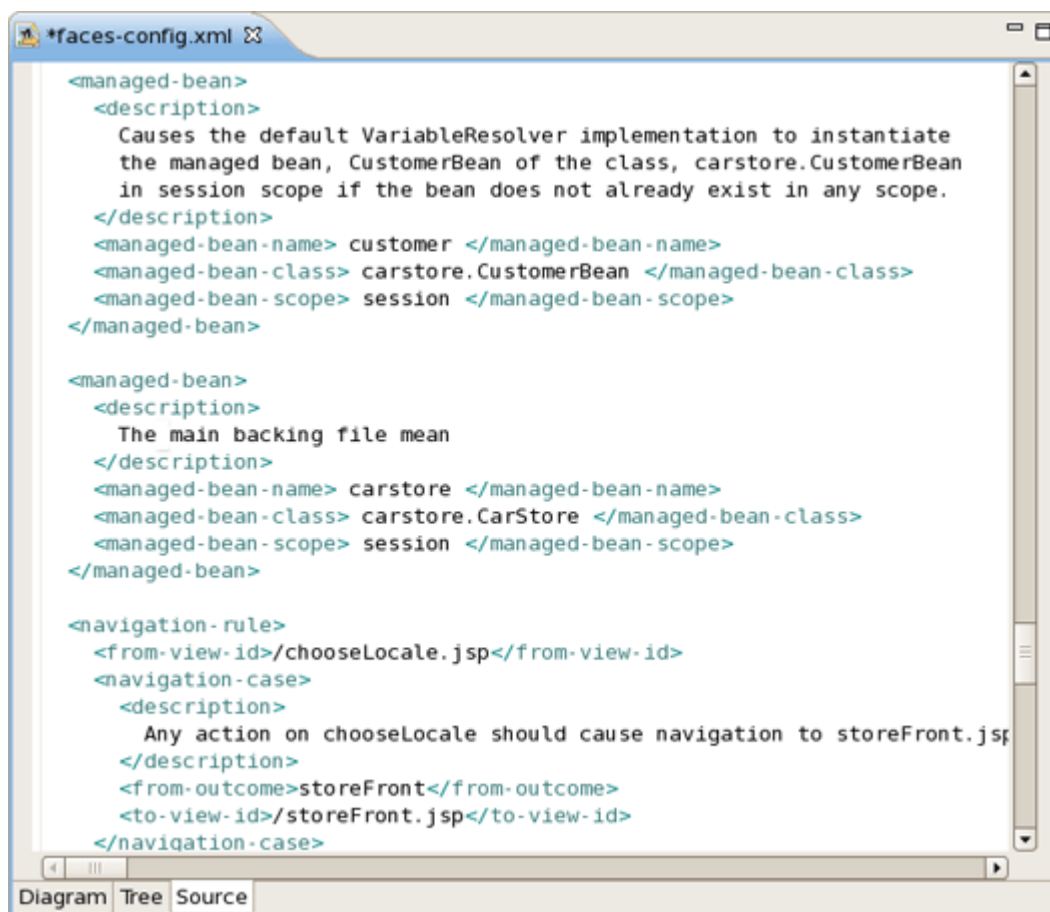 *faces-config.xml
<managed-bean>
<description>
Causes the default VariableResolver implementation to instantiate
the managed bean, CustomerBean of the class, carstore.CustomerBean
in session scope if the bean does not already exist in any scope.
</description>
<managed-bean-name> customer </managed-bean-name>
<managed-bean-class> carstore.CustomerBean </managed-bean-class>
<managed-bean-scope> session </managed-bean-scope>
</managed-bean>
<managed-bean>
<description>
The main backing file mean
</description>
<managed-bean-name> carstore </managed-bean-name>
<managed-bean-class> carstore.CarStore </managed-bean-class>
<managed-bean-scope> session </managed-bean-scope>
</managed-bean>
<navigation-rule>
<from-view-id>/chooseLocale.jsp</from-view-id>
<navigation-case>
<description>
Any action on chooseLocale should cause navigation to storeFront.jsp
</description>
<from-outcome>storeFront</from-outcome>
<to-view-id>/storeFront.jsp</to-view-id>
</navigation-case>
Diagram Tree Source